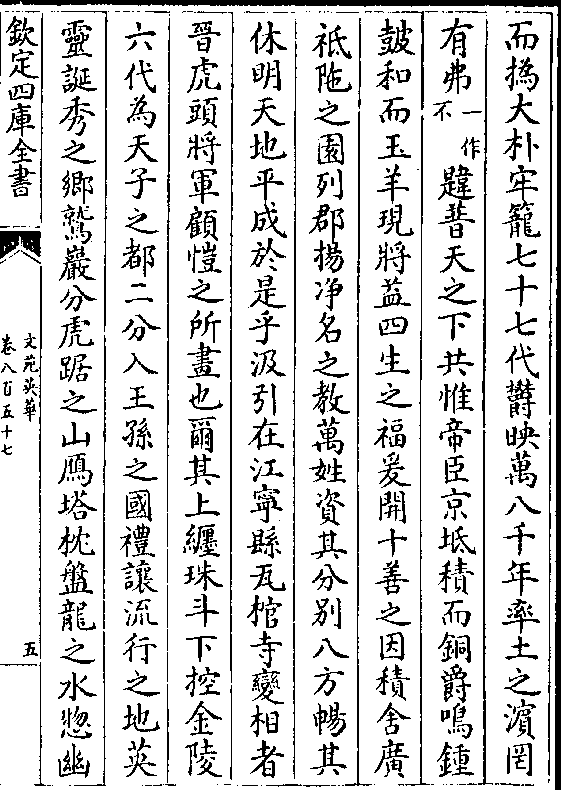 而撝大朴牢籠七十七代欝映萬八千年率土之濵罔
有弗一作不韙普天之下共惟帝臣京坻積而銅爵鳴鍾
鼓和而玉羊現將益四生之福爰開十善之因積舍廣
祇陁之園列郡揚净名之教萬姓資其分别八方暢其
休明天地平成於是乎汲引在江寧縣瓦棺寺變相者
晉虎頭將軍顧愷之所畫也爾其上纒珠斗下控金陵
六代為天子之都二分入王孫之國禮讓流行之地英
靈誕秀之鄉鷲巖分虎踞之山鴈塔枕盤龍之水惣幽
欽定四庫全書
文苑英華
卷八百五十七
五